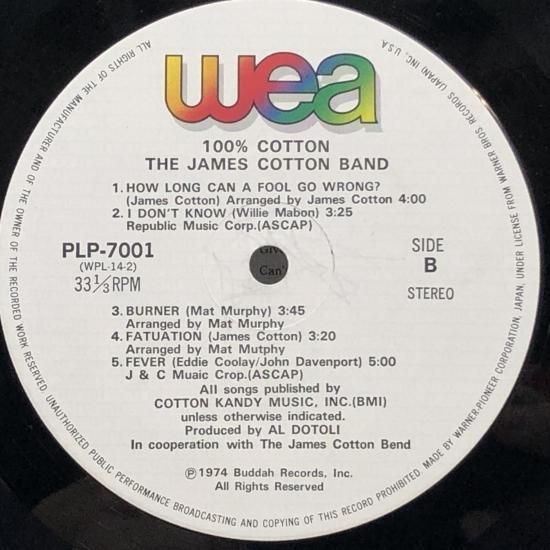 wea
100% COTTON
THE JAMES COTTON BAND
1. HOW LONG CAN A FOOL GO WRONG?
(James Cotton) Arranged by James Cotton 4:00
2. I DON'T KNOW (Willie Mabon) 3:25
Republic Music Corp.(ASCAP)
PLP-7001
(WPL-14-2)
33 1/3 RPM
SIDE
B
STEREO
Can'
3. BURNER (Mat Murphy) 3:45
Arranged by Mat Murphy
4. FATUATION (James Cotton) 3:20
Arranged by Mat Mutphy
5. FEVER (Eddie Coolay/John Davenport) 5:00
J & C Muaic Crop.(ASCAP)
All songs published by
COTTON KANDY MUSIC, INC.(BMI)
unless otherwise indicated.
Produced by AL DOTOLI
In cooperation with The James Cotton Bend
Ⓟ1974 Buddah Records, Inc.
All Rights Reserved
ALL RIGHTS OF THE MANUFACTURER AND OF THE OWNER OF THE RECORDED WORK RESERVED. UNAUTHORIZED PUBLIC PERFORMANCE BROADCASTING AND COPYING OF THIS RECORD PROHIBITED. MADE BY WARNER-PIONEER CORPORATION, JAPAN, UNDER LICENSE FROM WARNER BROS RECORDS (JAPAN) INC, U.S.A